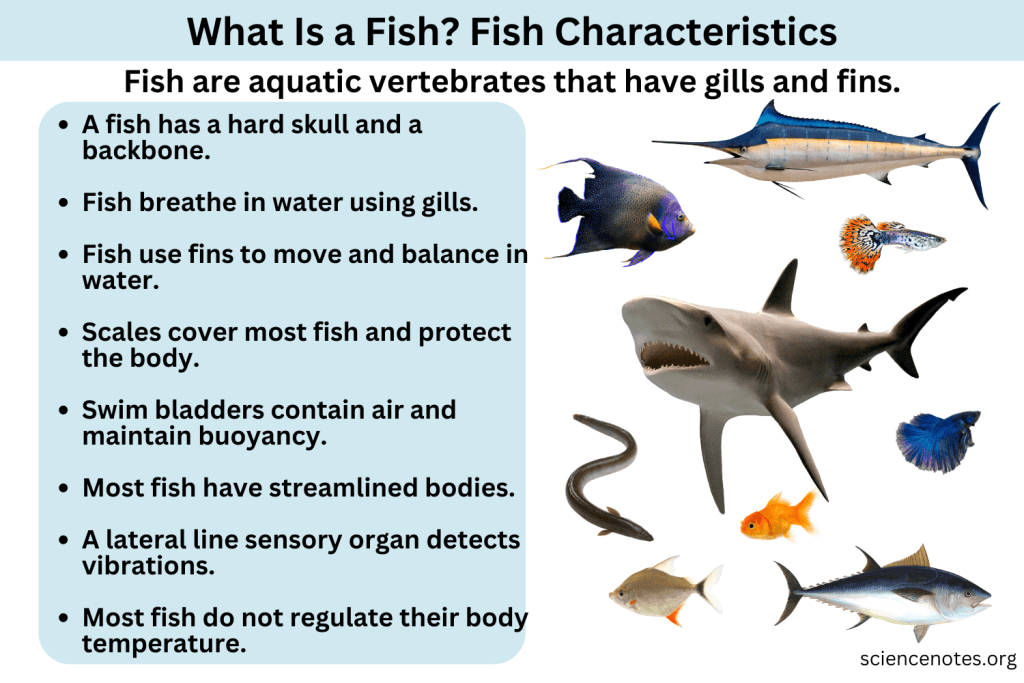 What Is a Fish? Fish Characteristics
Fish are aquatic vertebrates that have gills and fins.
• A fish has a hard skull and a
backbone.
• Fish breathe in water using gills.
• Fish use fins to move and balance in
water.
• Scales cover most fish and protect
the body.
• Swim bladders contain air and
maintain buoyancy.
• Most fish have streamlined bodies.
• A lateral line sensory organ detects
vibrations.
• Most fish do not regulate their body
temperature.
sciencenotes.org